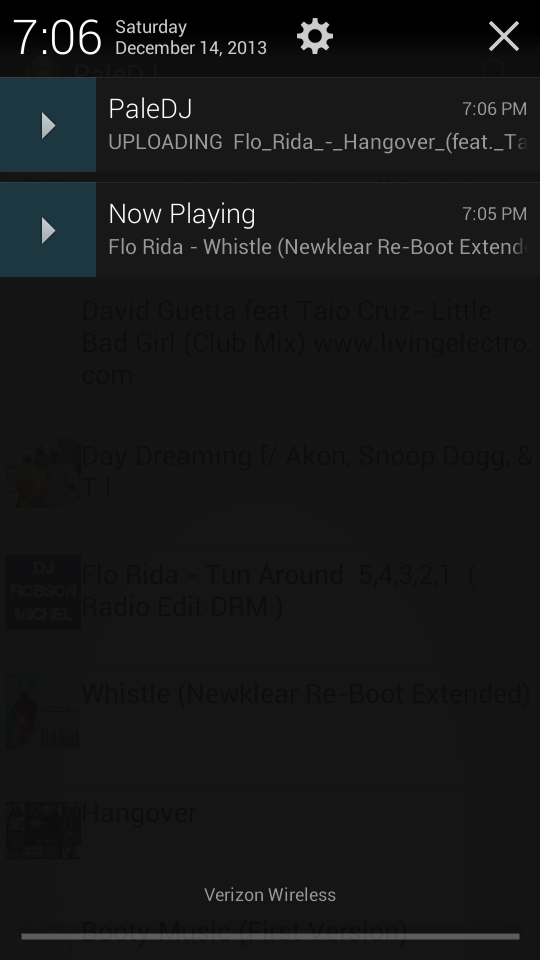 7:06
Saturday
December 14, 2013
PaleDJ
PaleDJ
7:06 PM
UPLOADING Flo_Rida_-_Hangover_(feat._Ta
Now Playing
7:05 PM
Flo Rida - Whistle (Newklear Re-Boot Extend
David Guetta feat Taio Cruz- Little
Bad Girl (Club Mix) www.livingelectro.
com
Day Dreaming f/ Akon, Snoop Dogg, &
T.I.
DJ
ROBSON
MICHEL
Flo Rida - Tun Around 5,4,3,2,1 (
Radio Edit DRM )
Whistle (Newklear Re-Boot Extended)
Hangover
Verizon Wireless
Booty Music (First Version)